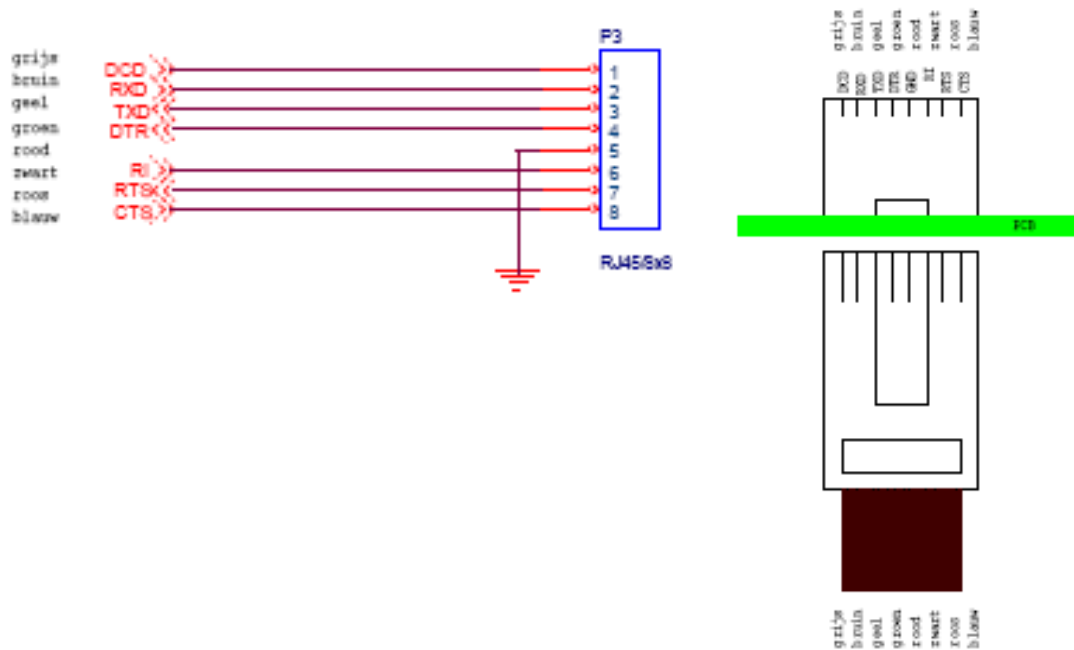 grijs
bruin
geel
groen
rood
zwart
roos
blauw
DCD
RXD
TXD
DTR
RI
RTS
CTS
P3
1
2
3
4
5
6
7
8
RJ45/8x8
grijs
bruin
geel
groen
rood
zwart
roos
blauw
DCD
RXD
TXD
DTR
GND
RI
RTS
CTS
PCB
grijs
bruin
geel
groen
rood
zwart
roos
blauw